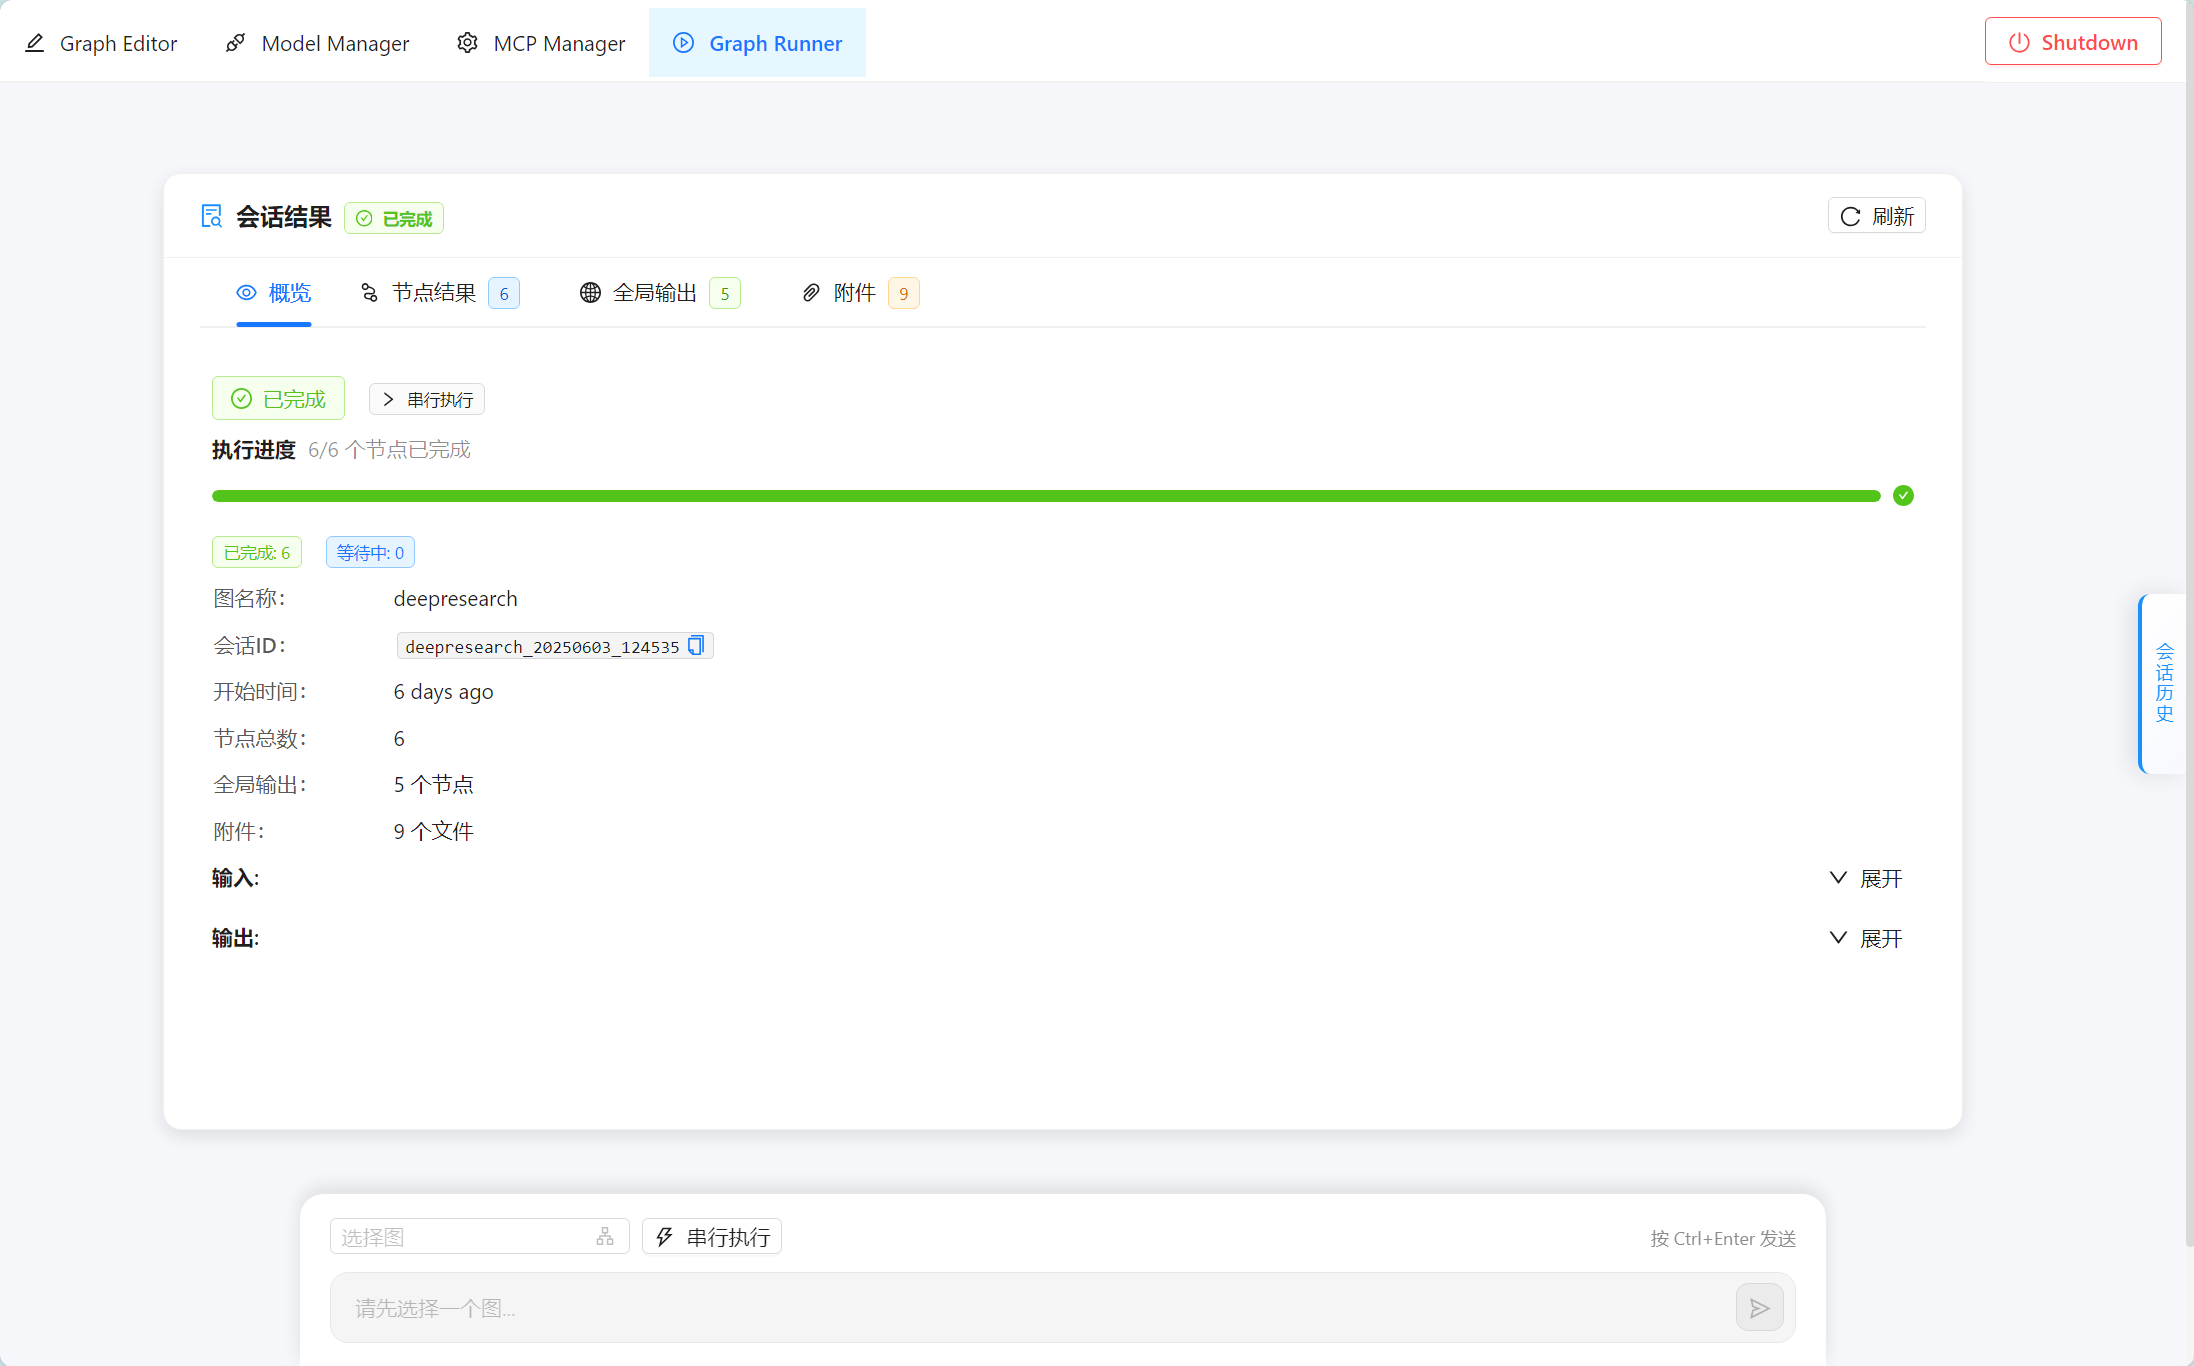 Graph Editor Model Manager MCP Manager Graph Runner Shutdown
会话结果 已完成 刷新
概览 节点结果 6 全局输出 5 附件 9
已完成 串行执行
执行进度 6/6 个节点已完成
已完成: 6 等待中: 0
图名称: deepresearch
会话ID: deepresearch_20250603_124535
开始时间: 6 days ago
节点总数: 6
全局输出: 5 个节点
附件: 9 个文件
输入: 展开
输出: 展开
会话历史
选择图 串行执行 按 Ctrl+Enter 发送
请先选择一个图...